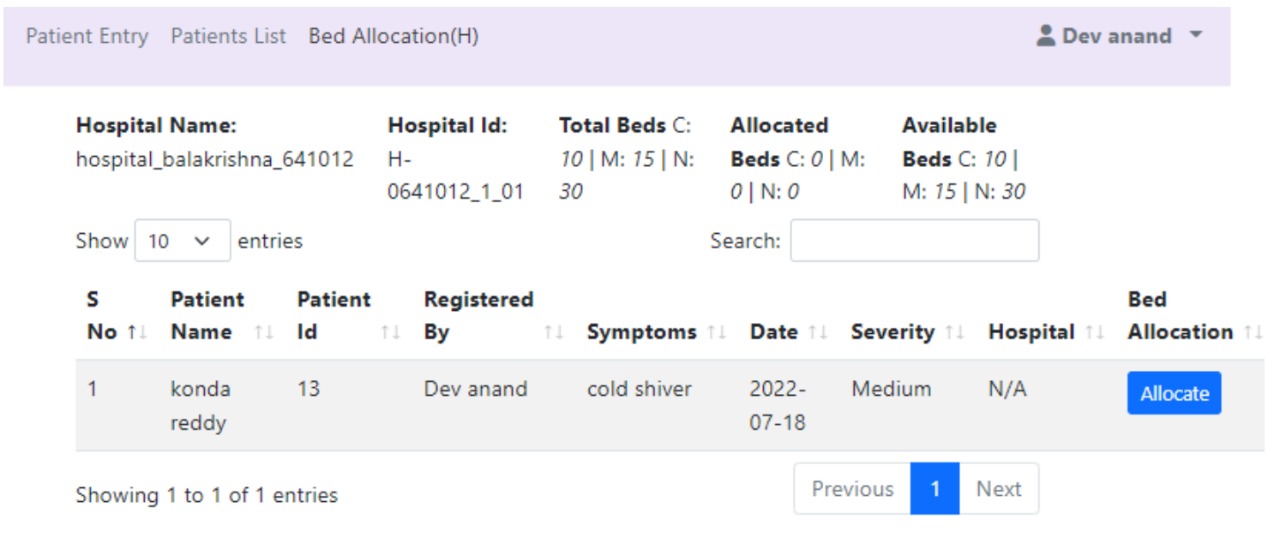 Patient Entry Patients List Bed Allocation(H) Dev anand
Hospital Name: Hospital Id: Total Beds C: Allocated Available
hospital_balakrishna_641012 H- 10 | M: 15 | N: Beds C: 0 | M: Beds C: 10 |
0641012_1_01 30 0 | N: 0 M: 15 | N: 30
Show 10 entries Search:
S Patient Patient Registered Bed
No ↑↓ Name ↑↓ Id ↑↓ By ↑↓ Symptoms ↑↓ Date ↑↓ Severity ↑↓ Hospital ↑↓ Allocation ↑↓
1 konda 13 Dev anand cold shiver 2022- Medium N/A Allocate
reddy 07-18
Showing 1 to 1 of 1 entries Previous 1 Next